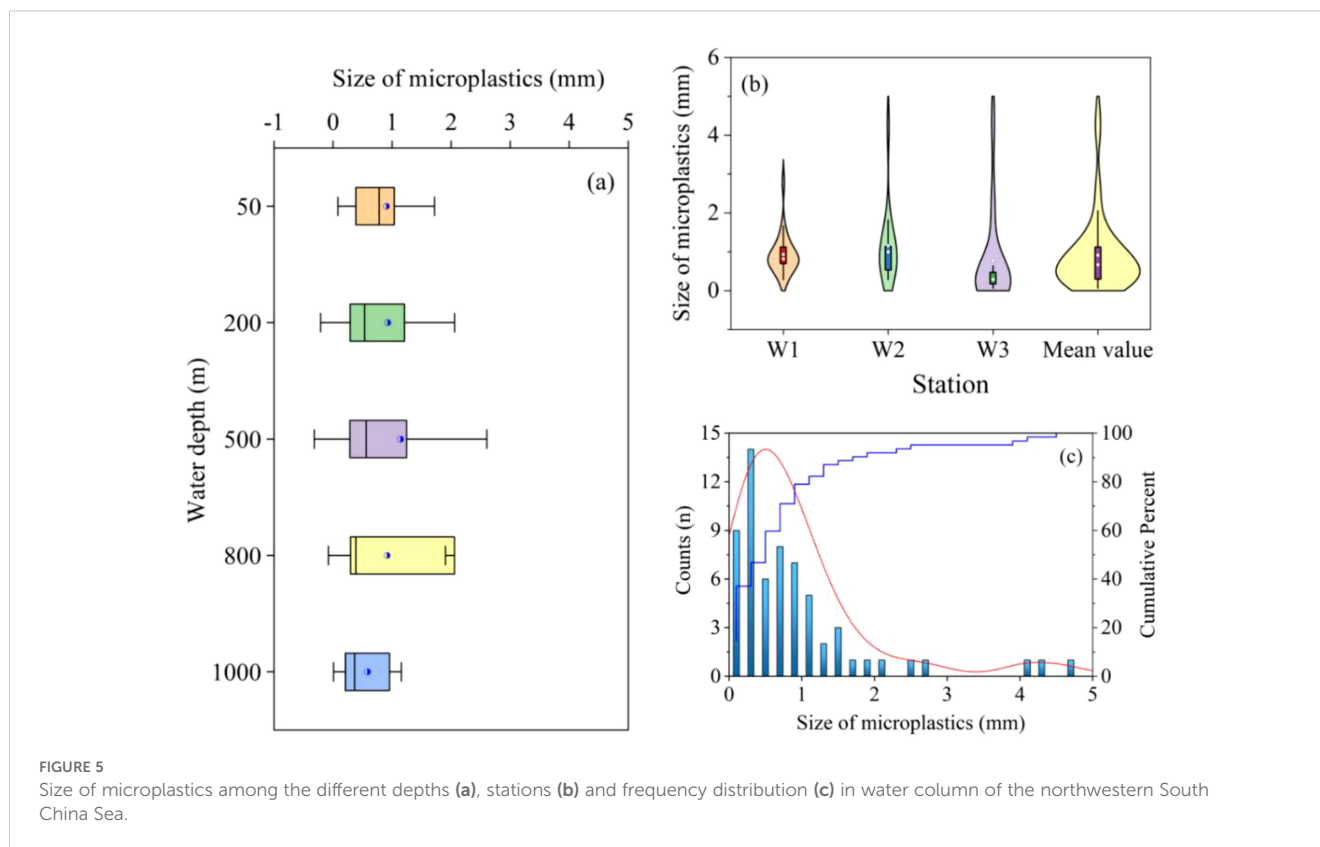 Size of microplastics (mm)
-1 0 1 2 3 4 5
(a)
50
200
500
800
1000
Water depth (m)
(b)
6
4
2
0
Size of microplastics (mm)
W1 W2 W3 Mean value
Station
(c)
15
12
9
6
3
0
Counts (n)
100
80
60
40
20
0
Cumulative Percent
0 1 2 3 4 5
Size of microplastics (mm)
FIGURE 5
Size of microplastics among the different depths (a), stations (b) and frequency distribution (c) in water column of the northwestern South
China Sea.